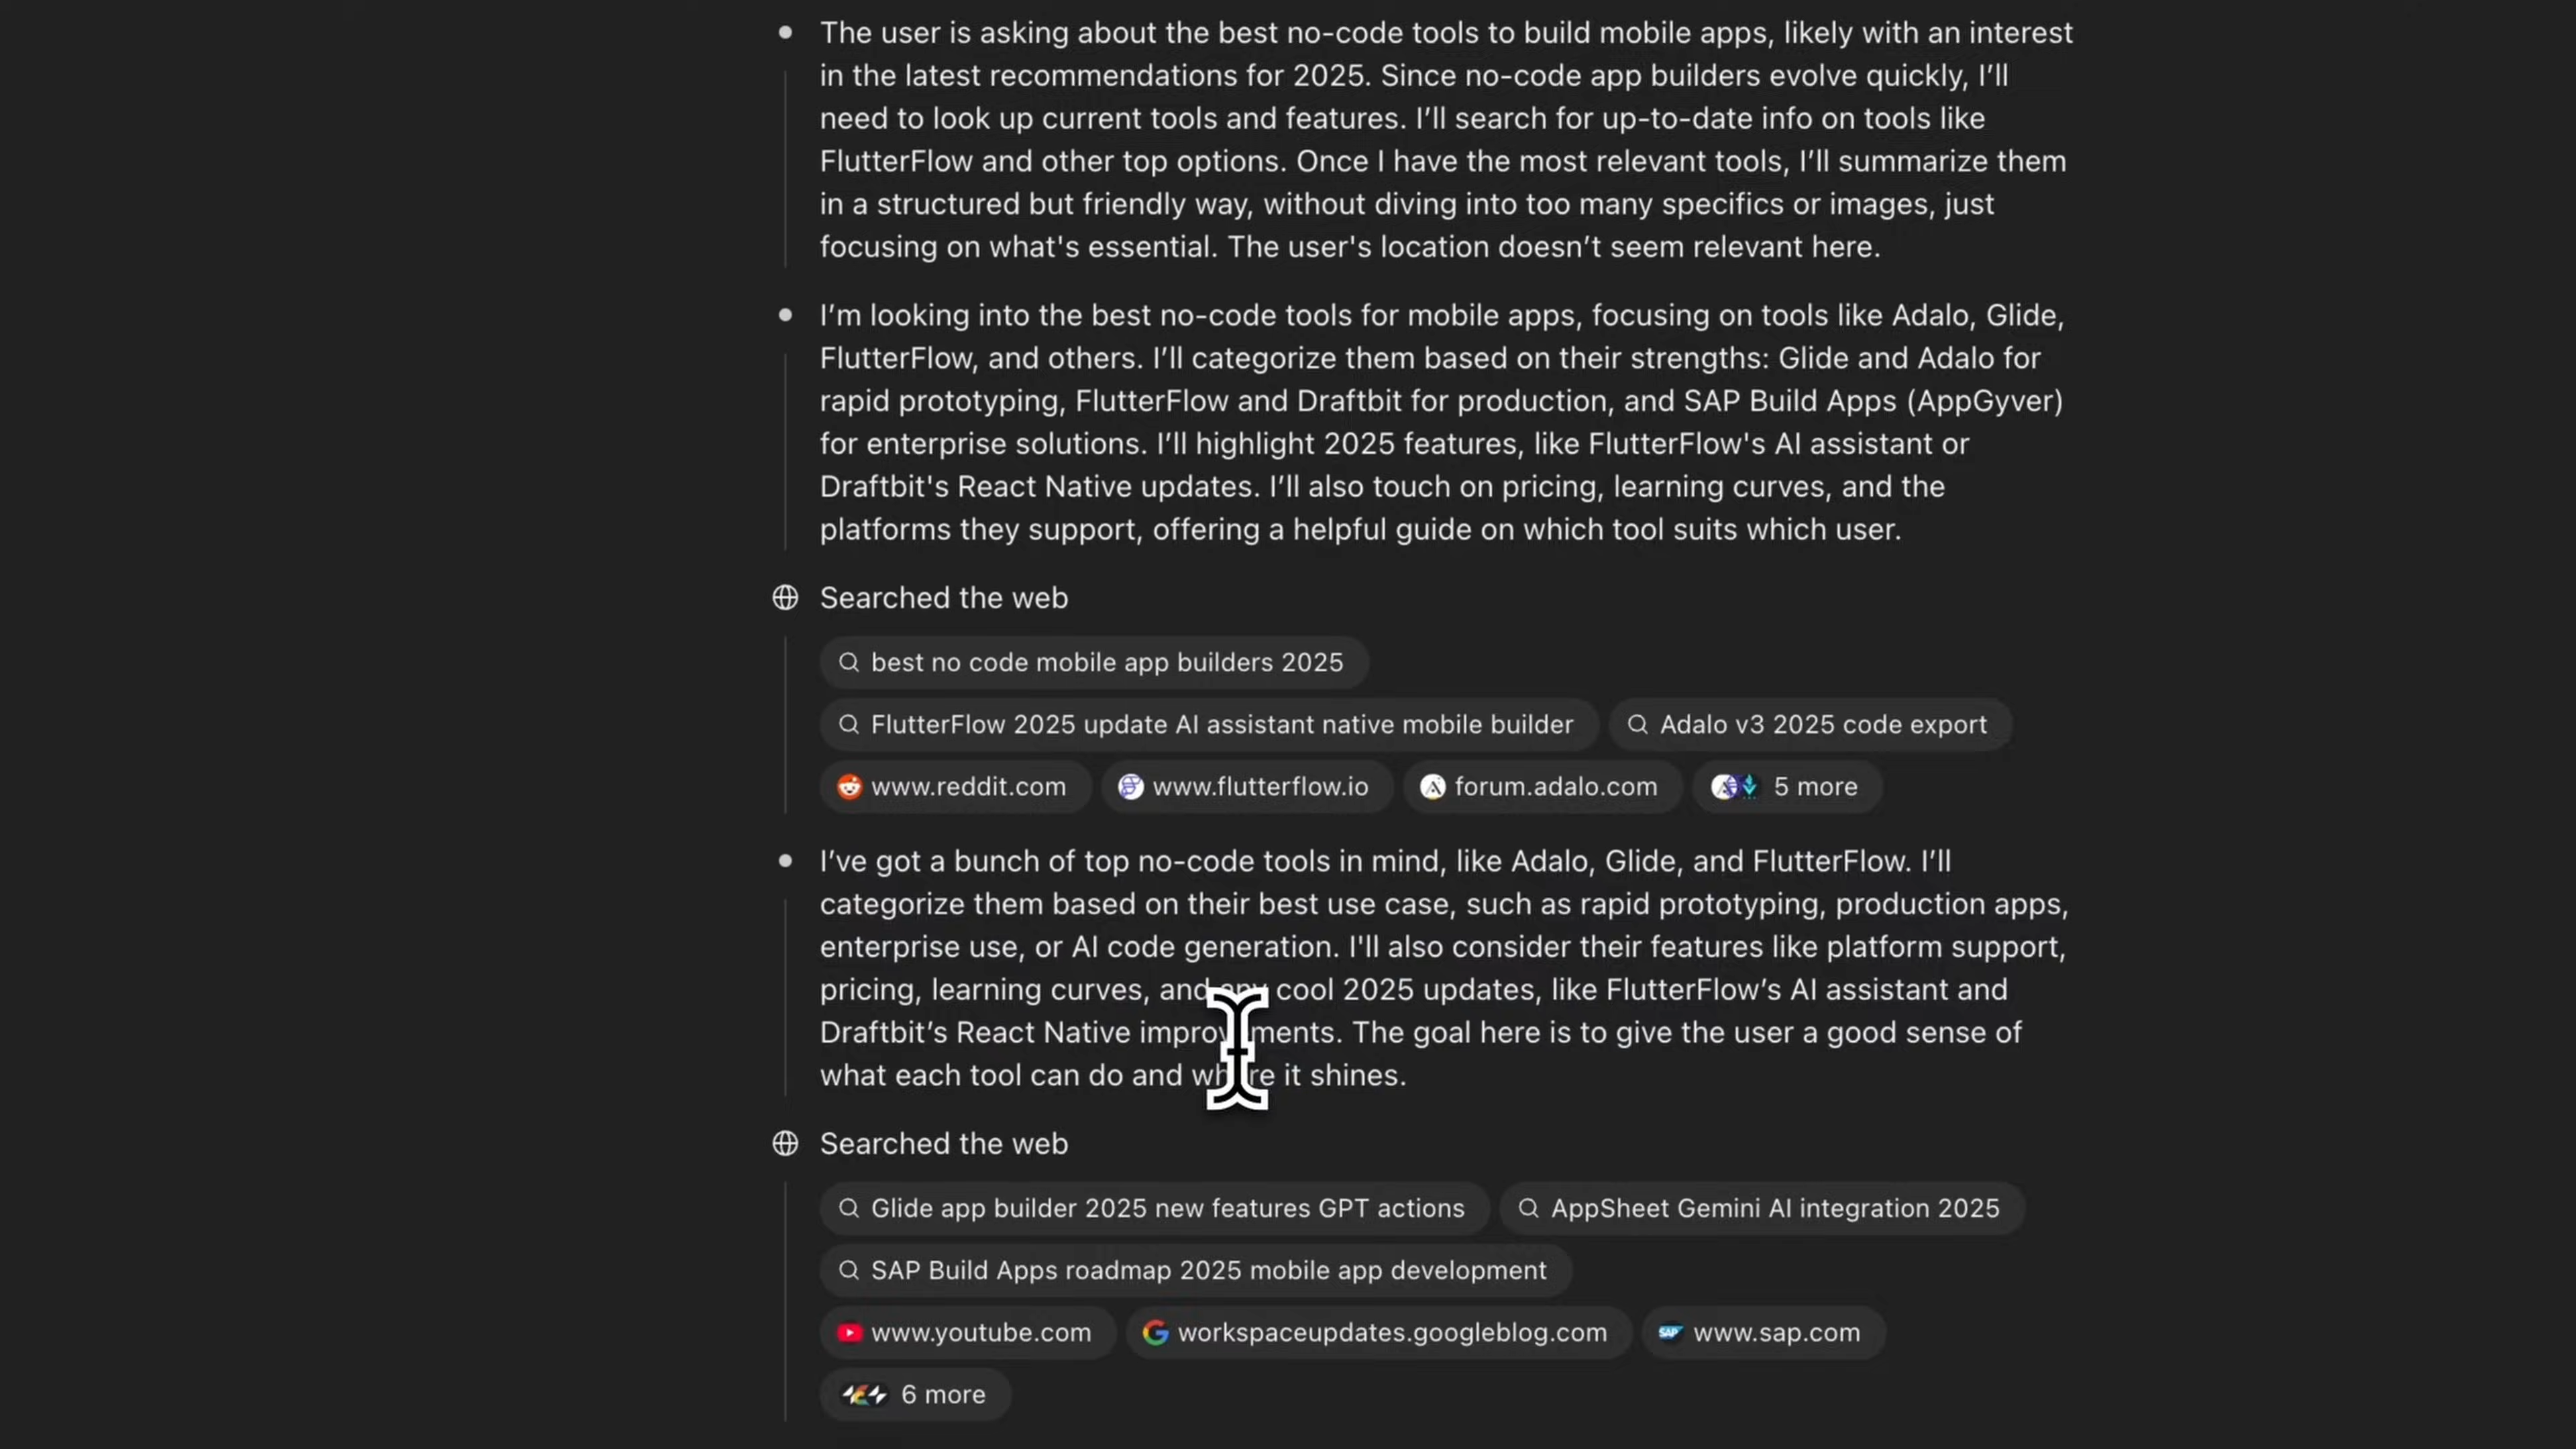 The user is asking about the best no-code tools to build mobile apps, likely with an interest
in the latest recommendations for 2025. Since no-code app builders evolve quickly, I’ll
need to look up current tools and features. I’ll search for up-to-date info on tools like
FlutterFlow and other top options. Once I have the most relevant tools, I’ll summarize them
in a structured but friendly way, without diving into too many specifics or images, just
focusing on what's essential. The user's location doesn’t seem relevant here.
I’m looking into the best no-code tools for mobile apps, focusing on tools like Adalo, Glide,
FlutterFlow, and others. I’ll categorize them based on their strengths: Glide and Adalo for
rapid prototyping, FlutterFlow and Draftbit for production, and SAP Build Apps (AppGyver)
for enterprise solutions. I’ll highlight 2025 features, like FlutterFlow's AI assistant or
Draftbit's React Native updates. I’ll also touch on pricing, learning curves, and the
platforms they support, offering a helpful guide on which tool suits which user.
Searched the web
best no code mobile app builders 2025
FlutterFlow 2025 update AI assistant native mobile builder Adalo v3 2025 code export
www.reddit.com www.flutterflow.io forum.adalo.com 5 more
I’ve got a bunch of top no-code tools in mind, like Adalo, Glide, and FlutterFlow. I’ll
categorize them based on their best use case, such as rapid prototyping, production apps,
enterprise use, or AI code generation. I'll also consider their features like platform support,
pricing, learning curves, and any cool 2025 updates, like FlutterFlow’s AI assistant and
Draftbit’s React Native improvements. The goal here is to give the user a good sense of
what each tool can do and where it shines.
Searched the web
Glide app builder 2025 new features GPT actions AppSheet Gemini AI integration 2025
SAP Build Apps roadmap 2025 mobile app development
www.youtube.com workspaceupdates.googleblog.com SAP www.sap.com
6 more